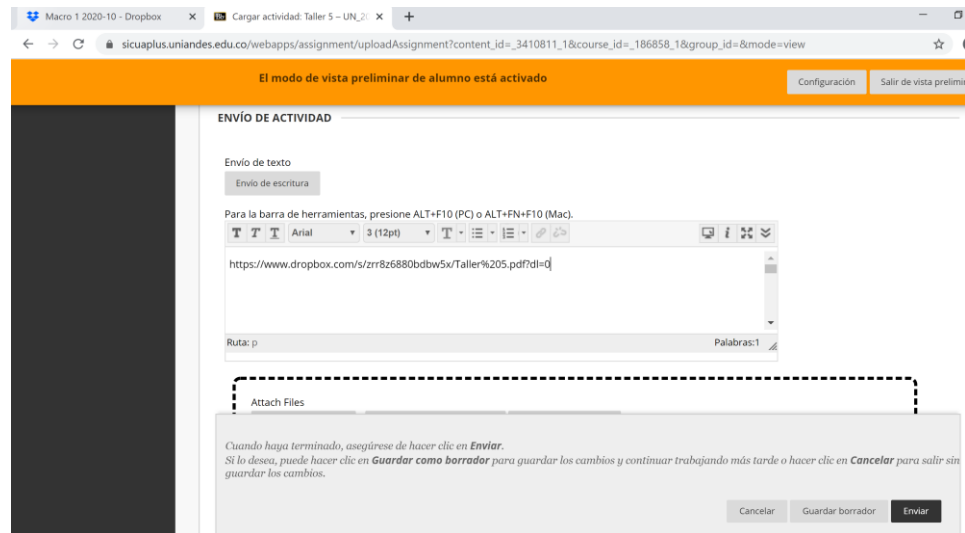 Macro 1 2020-10 - Dropbox
Cargar actividad: Taller 5 – UN_20
sicuaplus.uniandes.edu.co/webapps/assignment/uploadAssignment?content_id=_3410811_1&course_id=_186858_1&group_id=&mode=view
El modo de vista preliminar de alumno está activado
Configuración
Salir de vista prelimi
ENVÍO DE ACTIVIDAD
Envío de texto
Envío de escritura
Para la barra de herramientas, presione ALT+F10 (PC) o ALT+FN+F10 (Mac).
T T T Arial 3 (12pt) T
https://www.dropbox.com/s/zrr8z6880bdbw5x/Taller%205.pdf?dl=0
Ruta: p Palabras:1
Attach Files
Cuando haya terminado, asegúrese de hacer clic en Enviar.
Si lo desea, puede hacer clic en Guardar como borrador para guardar los cambios y continuar trabajando más tarde o hacer clic en Cancelar para salir sin
guardar los cambios.
Cancelar Guardar borrador Enviar